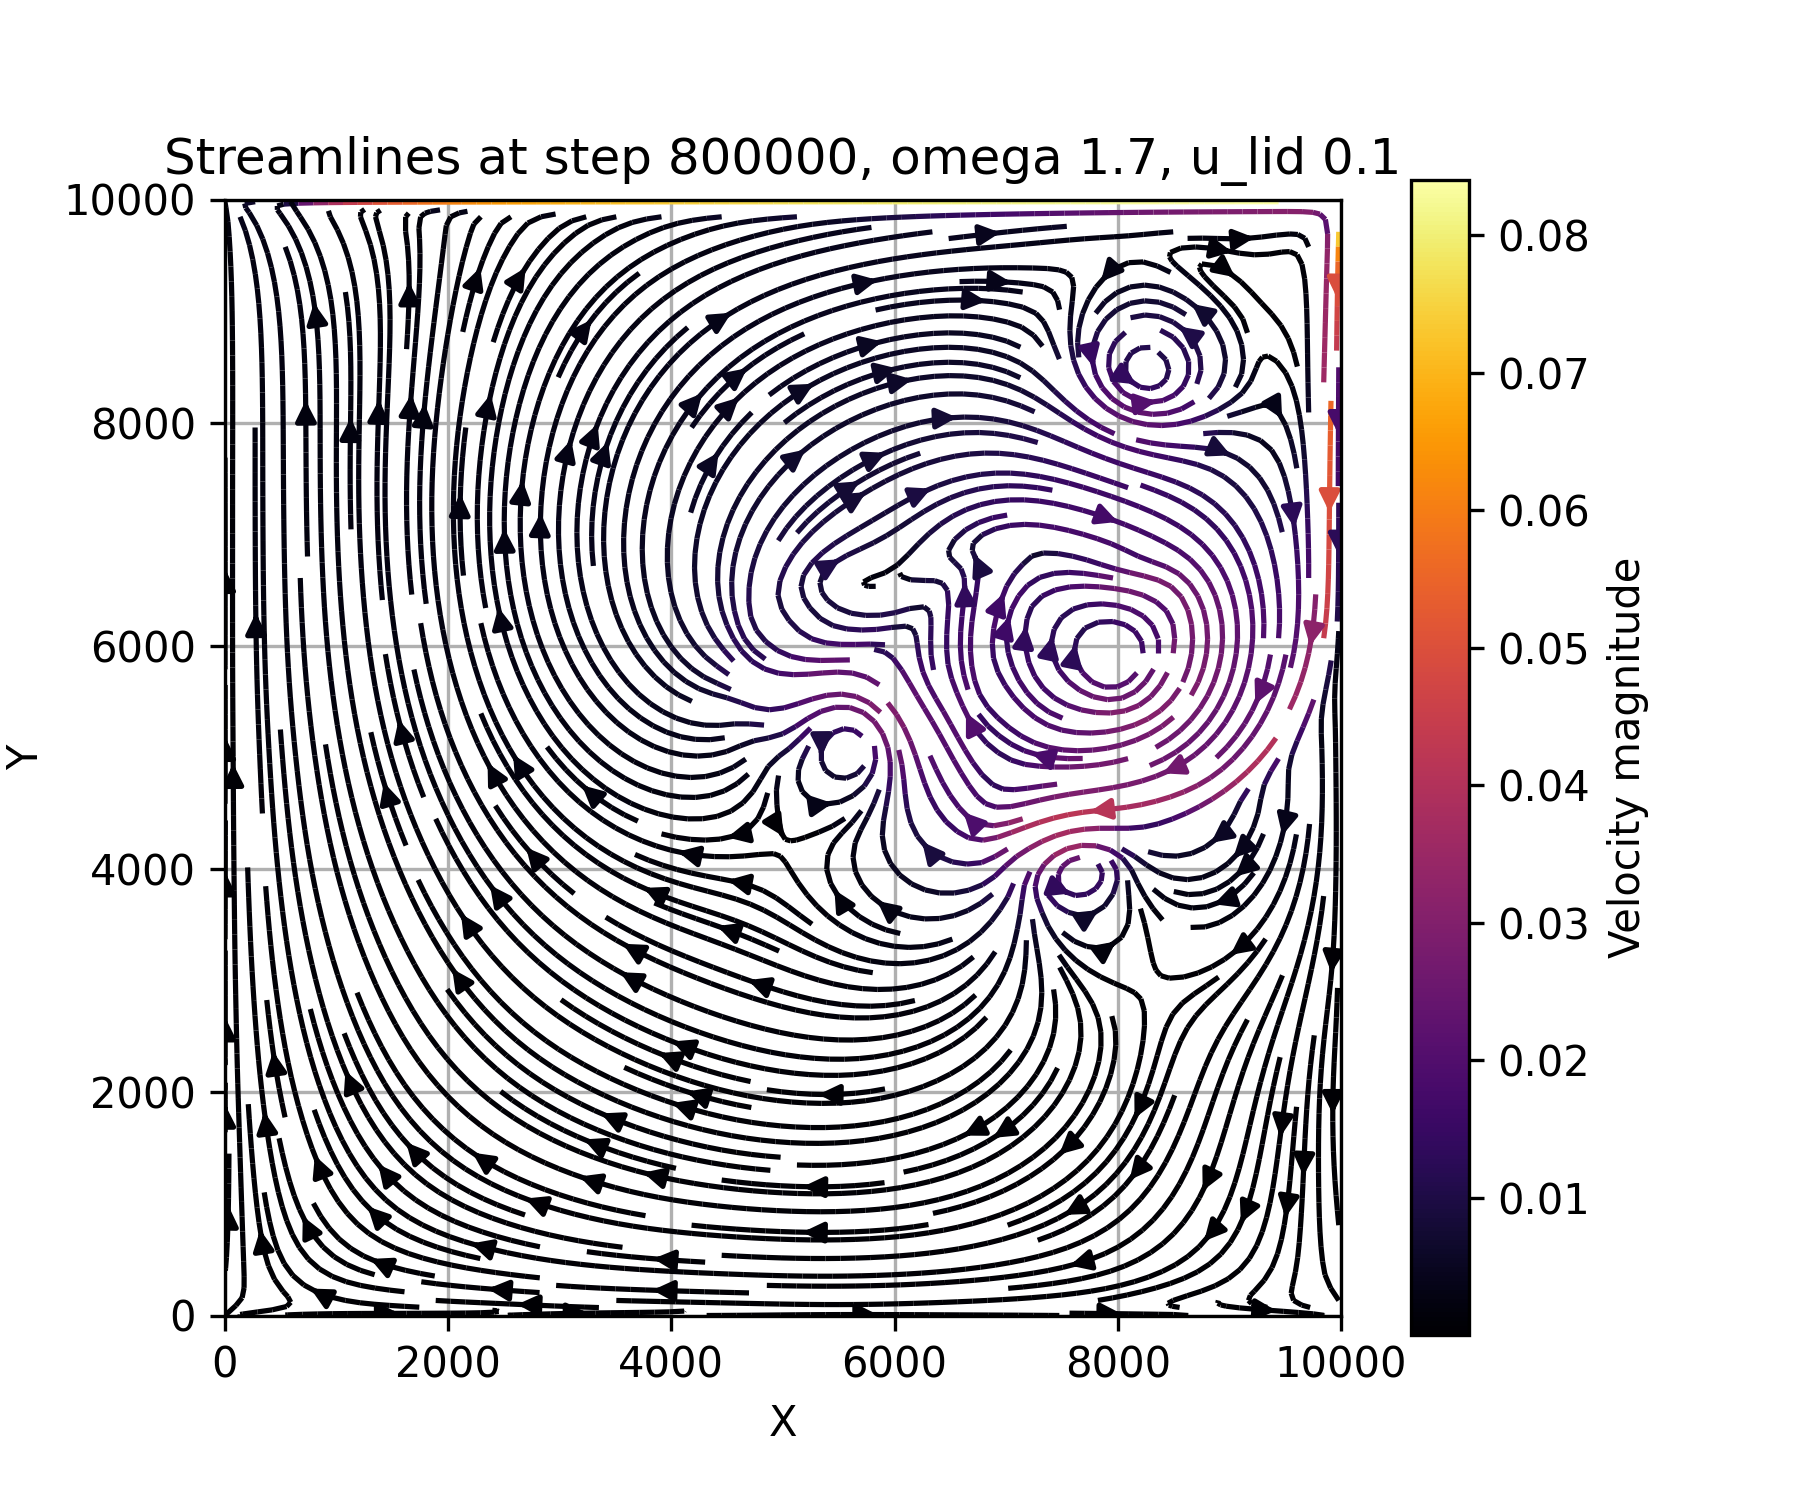 Streamlines at step 800000, omega 1.7, u_lid 0.1
10000
8000
6000
4000
2000
0
Y
0 2000 4000 6000 8000 10000
X
0.08
0.07
0.06
0.05
0.04
0.03
0.02
0.01
Velocity magnitude